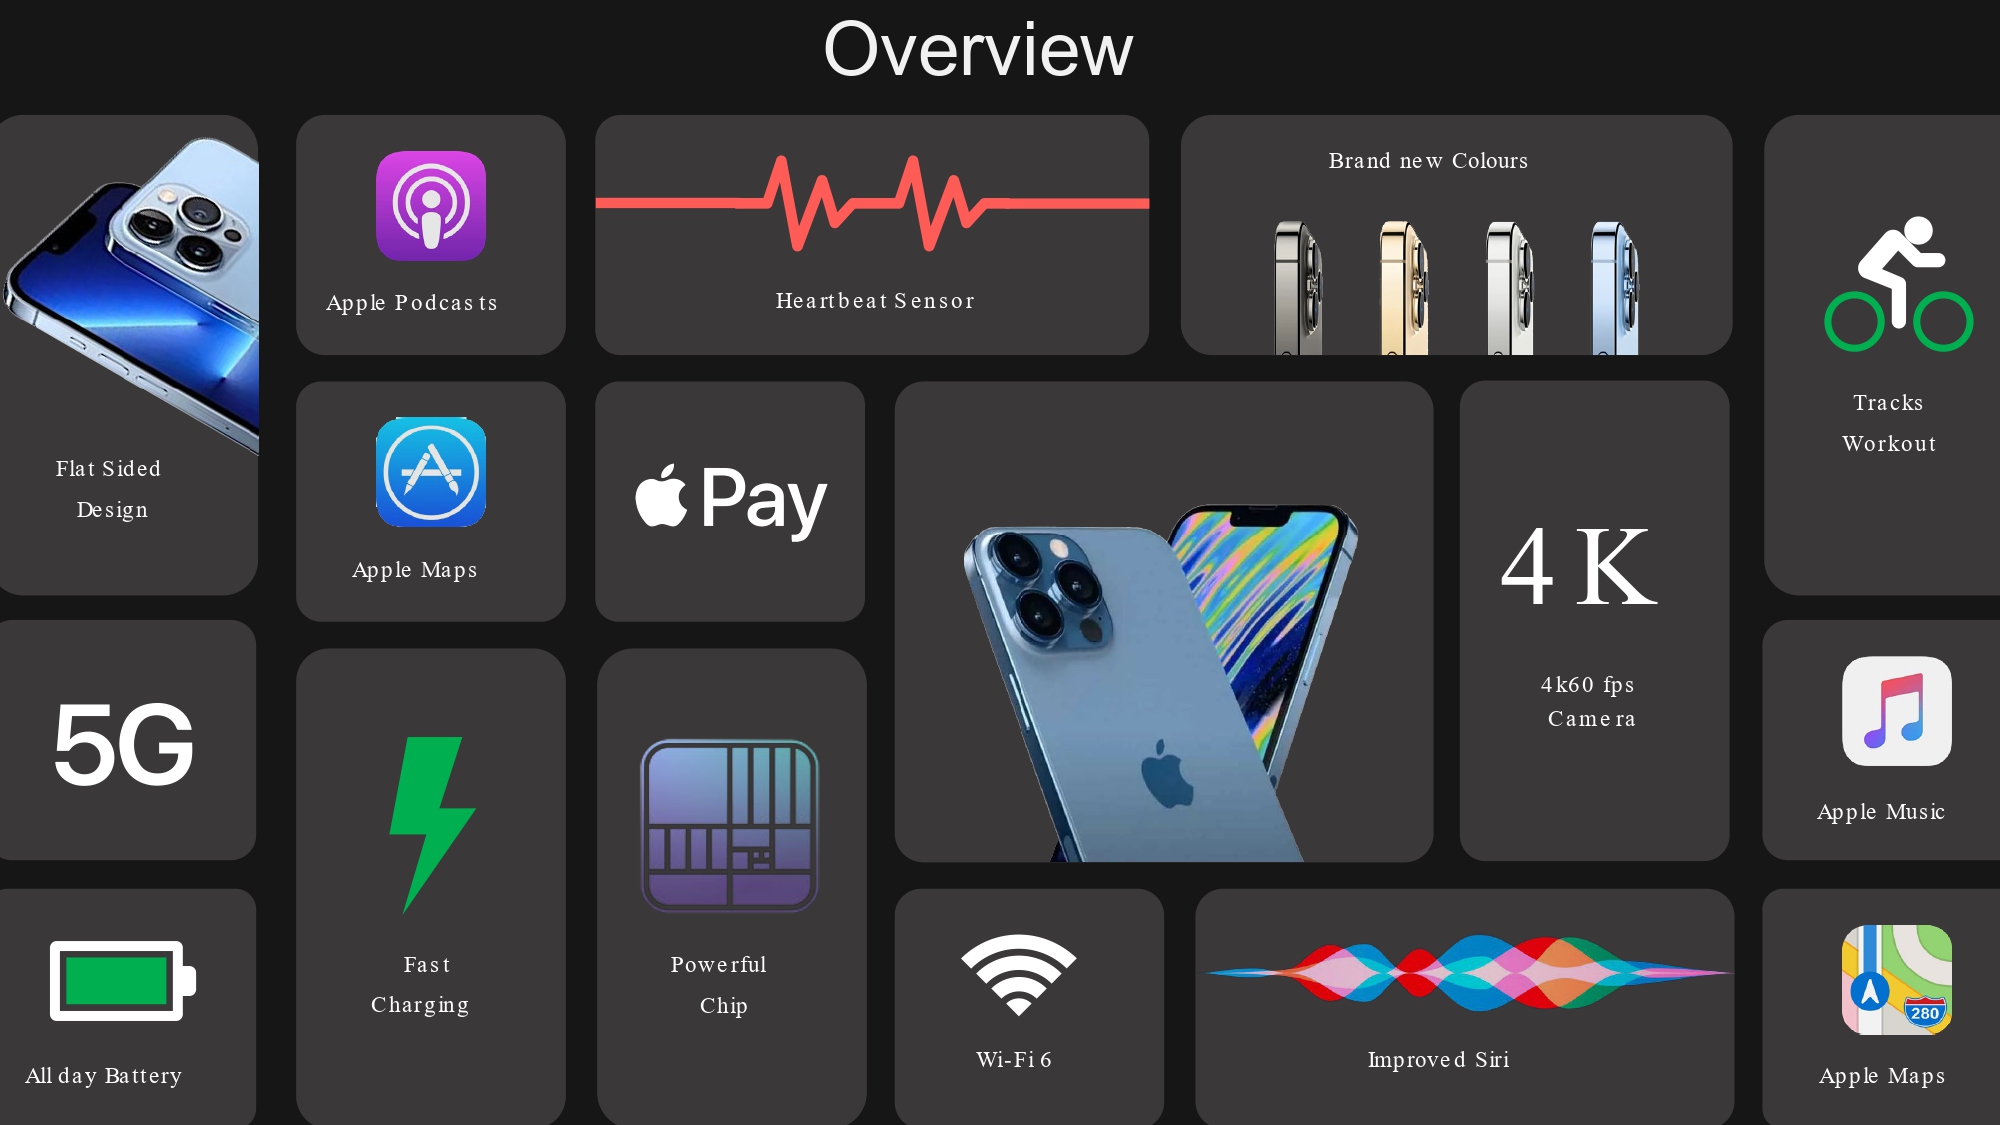 Overview
Flat Sided
Design
Apple Podcasts
Heartbeat Sensor
Brand new Colours
Tracks
Workout
Apple Maps
Pay
4K
4k60 fps
Camera
5G
Fast
Charging
Powerful
Chip
Apple Music
All day Battery
Wi-Fi 6
Improved Siri
280
Apple Maps